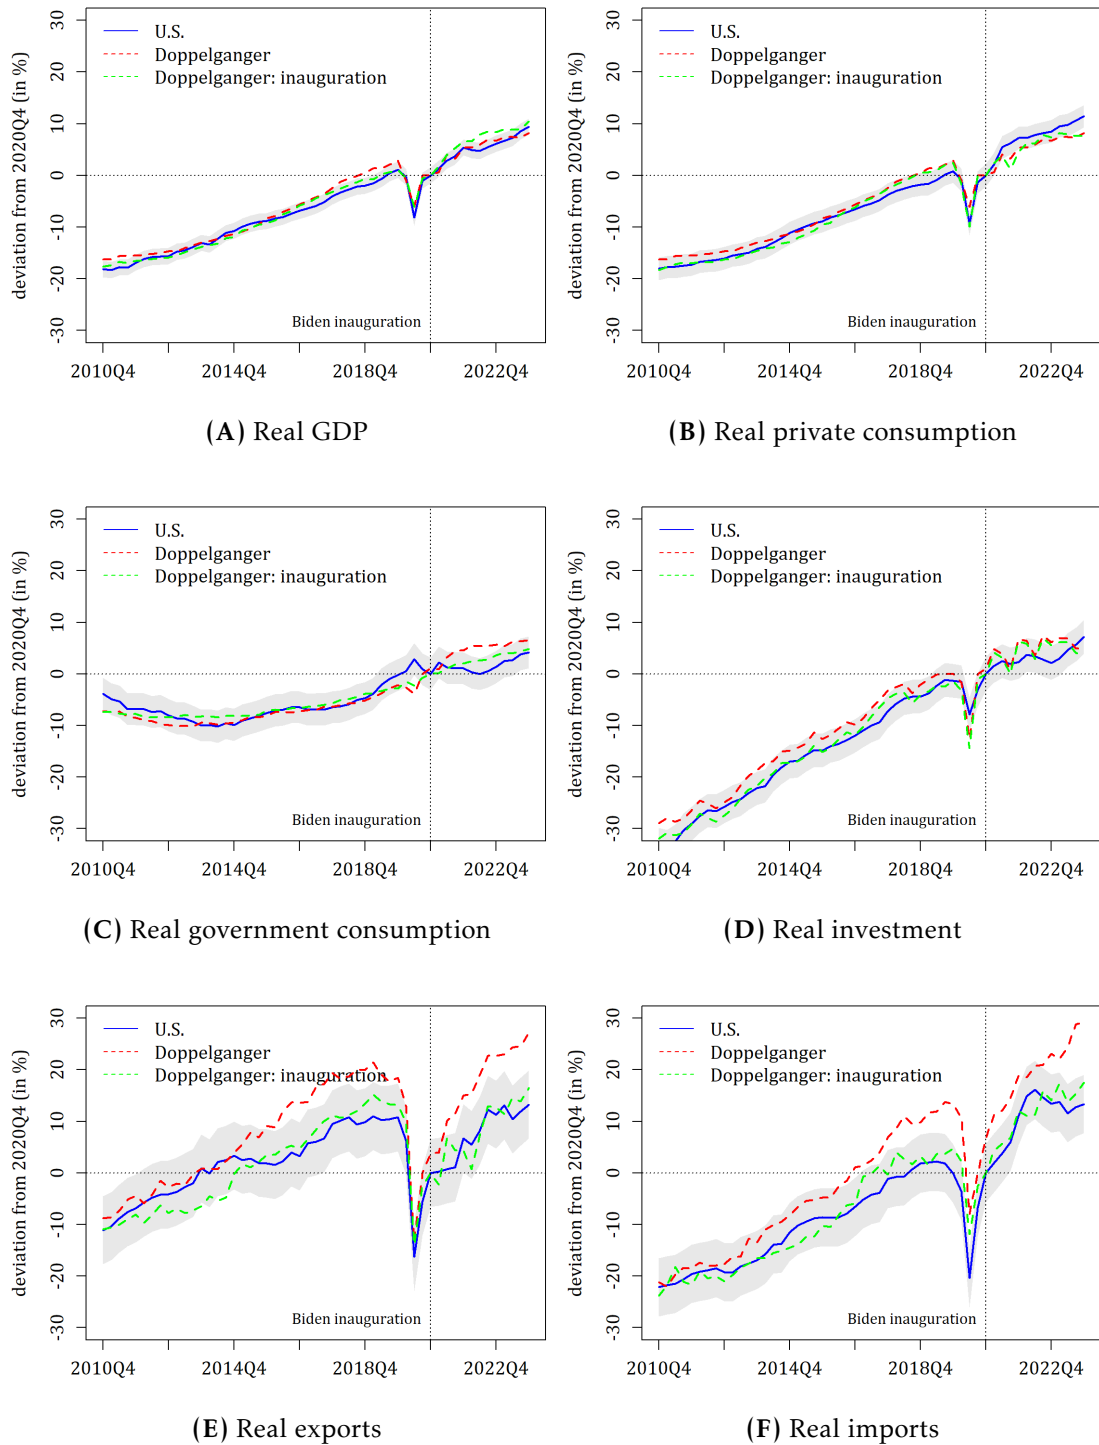 deviation from 2020Q4 (in %)
30
20
10
0
-10
-20
-30
U.S.
Doppelganger
Doppelganger: inauguration
Biden inauguration
2010Q4 2014Q4 2018Q4 2022Q4
(A) Real GDP
deviation from 2020Q4 (in %)
30
20
10
0
-10
-20
-30
U.S.
Doppelganger
Doppelganger: inauguration
Biden inauguration
2010Q4 2014Q4 2018Q4 2022Q4
(B) Real private consumption
deviation from 2020Q4 (in %)
30
20
10
0
-10
-20
-30
U.S.
Doppelganger
Doppelganger: inauguration
Biden inauguration
2010Q4 2014Q4 2018Q4 2022Q4
(C) Real government consumption
deviation from 2020Q4 (in %)
30
20
10
0
-10
-20
-30
U.S.
Doppelganger
Doppelganger: inauguration
Biden inauguration
2010Q4 2014Q4 2018Q4 2022Q4
(D) Real investment
deviation from 2020Q4 (in %)
30
20
10
0
-10
-20
-30
U.S.
Doppelganger
Doppelganger: inauguration
Biden inauguration
2010Q4 2014Q4 2018Q4 2022Q4
(E) Real exports
deviation from 2020Q4 (in %)
30
20
10
0
-10
-20
-30
U.S.
Doppelganger
Doppelganger: inauguration
Biden inauguration
2010Q4 2014Q4 2018Q4 2022Q4
(F) Real imports